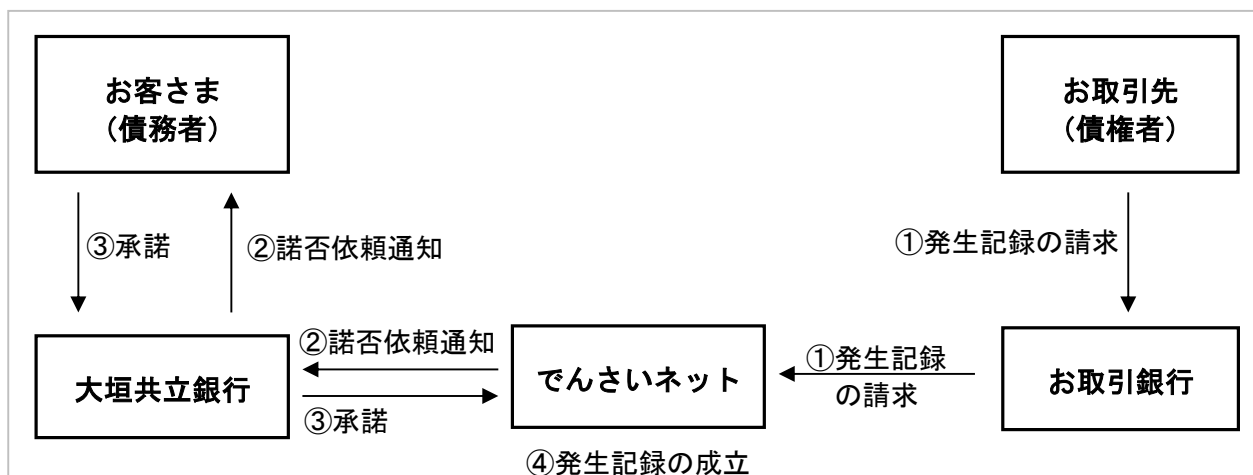 お客さま
（債務者）
お取引先
（債権者）
③承諾
②諾否依頼通知
①発生記録の請求
大垣共立銀行
②諾否依頼通知
③承諾
でんさいネット
①発生記録
の請求
お取引銀行
④発生記録の成立